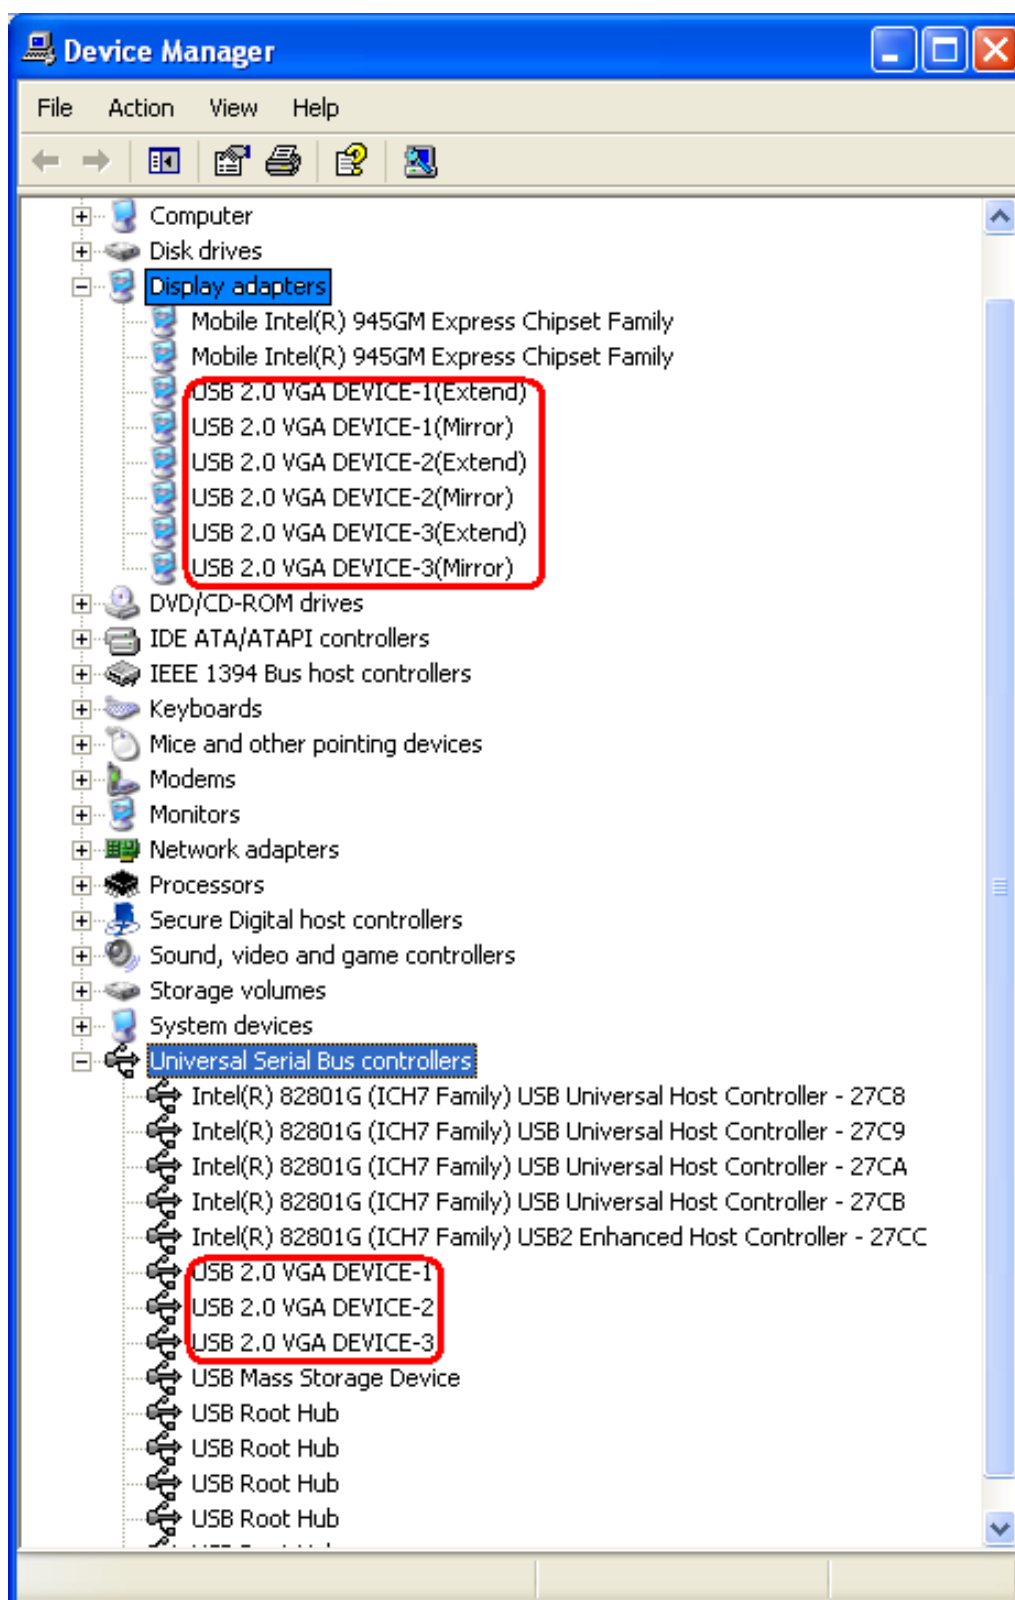 Device Manager
File Action View Help
Computer
Disk drives
Display adapters
Mobile Intel(R) 945GM Express Chipset Family
Mobile Intel(R) 945GM Express Chipset Family
USB 2.0 VGA DEVICE-1(Extend)
USB 2.0 VGA DEVICE-1(Mirror)
USB 2.0 VGA DEVICE-2(Extend)
USB 2.0 VGA DEVICE-2(Mirror)
USB 2.0 VGA DEVICE-3(Extend)
USB 2.0 VGA DEVICE-3(Mirror)
DVD/CD-ROM drives
IDE ATA/ATAPI controllers
IEEE 1394 Bus host controllers
Keyboards
Mice and other pointing devices
Modems
Monitors
Network adapters
Processors
Secure Digital host controllers
Sound, video and game controllers
Storage volumes
System devices
Universal Serial Bus controllers
Intel(R) 82801G (ICH7 Family) USB Universal Host Controller - 27C8
Intel(R) 82801G (ICH7 Family) USB Universal Host Controller - 27C9
Intel(R) 82801G (ICH7 Family) USB Universal Host Controller - 27CA
Intel(R) 82801G (ICH7 Family) USB Universal Host Controller - 27CB
Intel(R) 82801G (ICH7 Family) USB2 Enhanced Host Controller - 27CC
USB 2.0 VGA DEVICE-1
USB 2.0 VGA DEVICE-2
USB 2.0 VGA DEVICE-3
USB Mass Storage Device
USB Root Hub
USB Root Hub
USB Root Hub
USB Root Hub